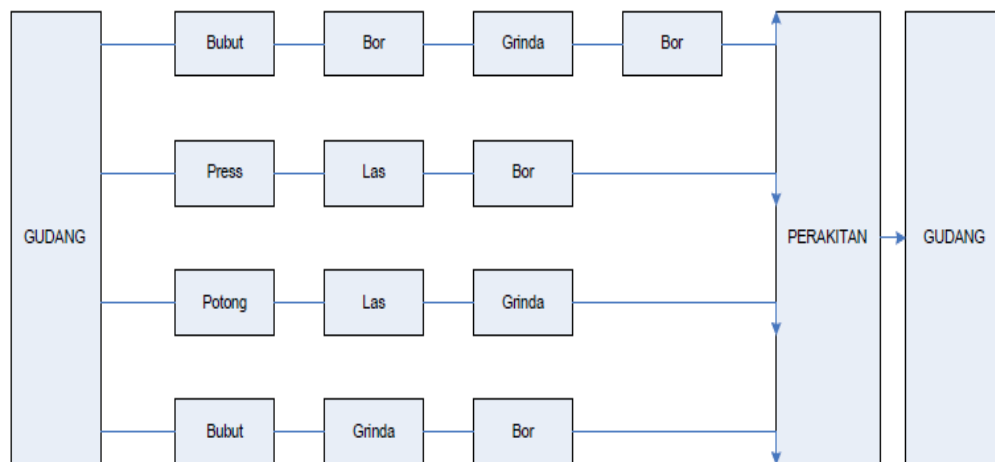 Bubut
Bor
Grinda
Bor
Press
Las
Bor
GUDANG
PERAKITAN
GUDANG
Potong
Las
Grinda
Bubut
Grinda
Bor